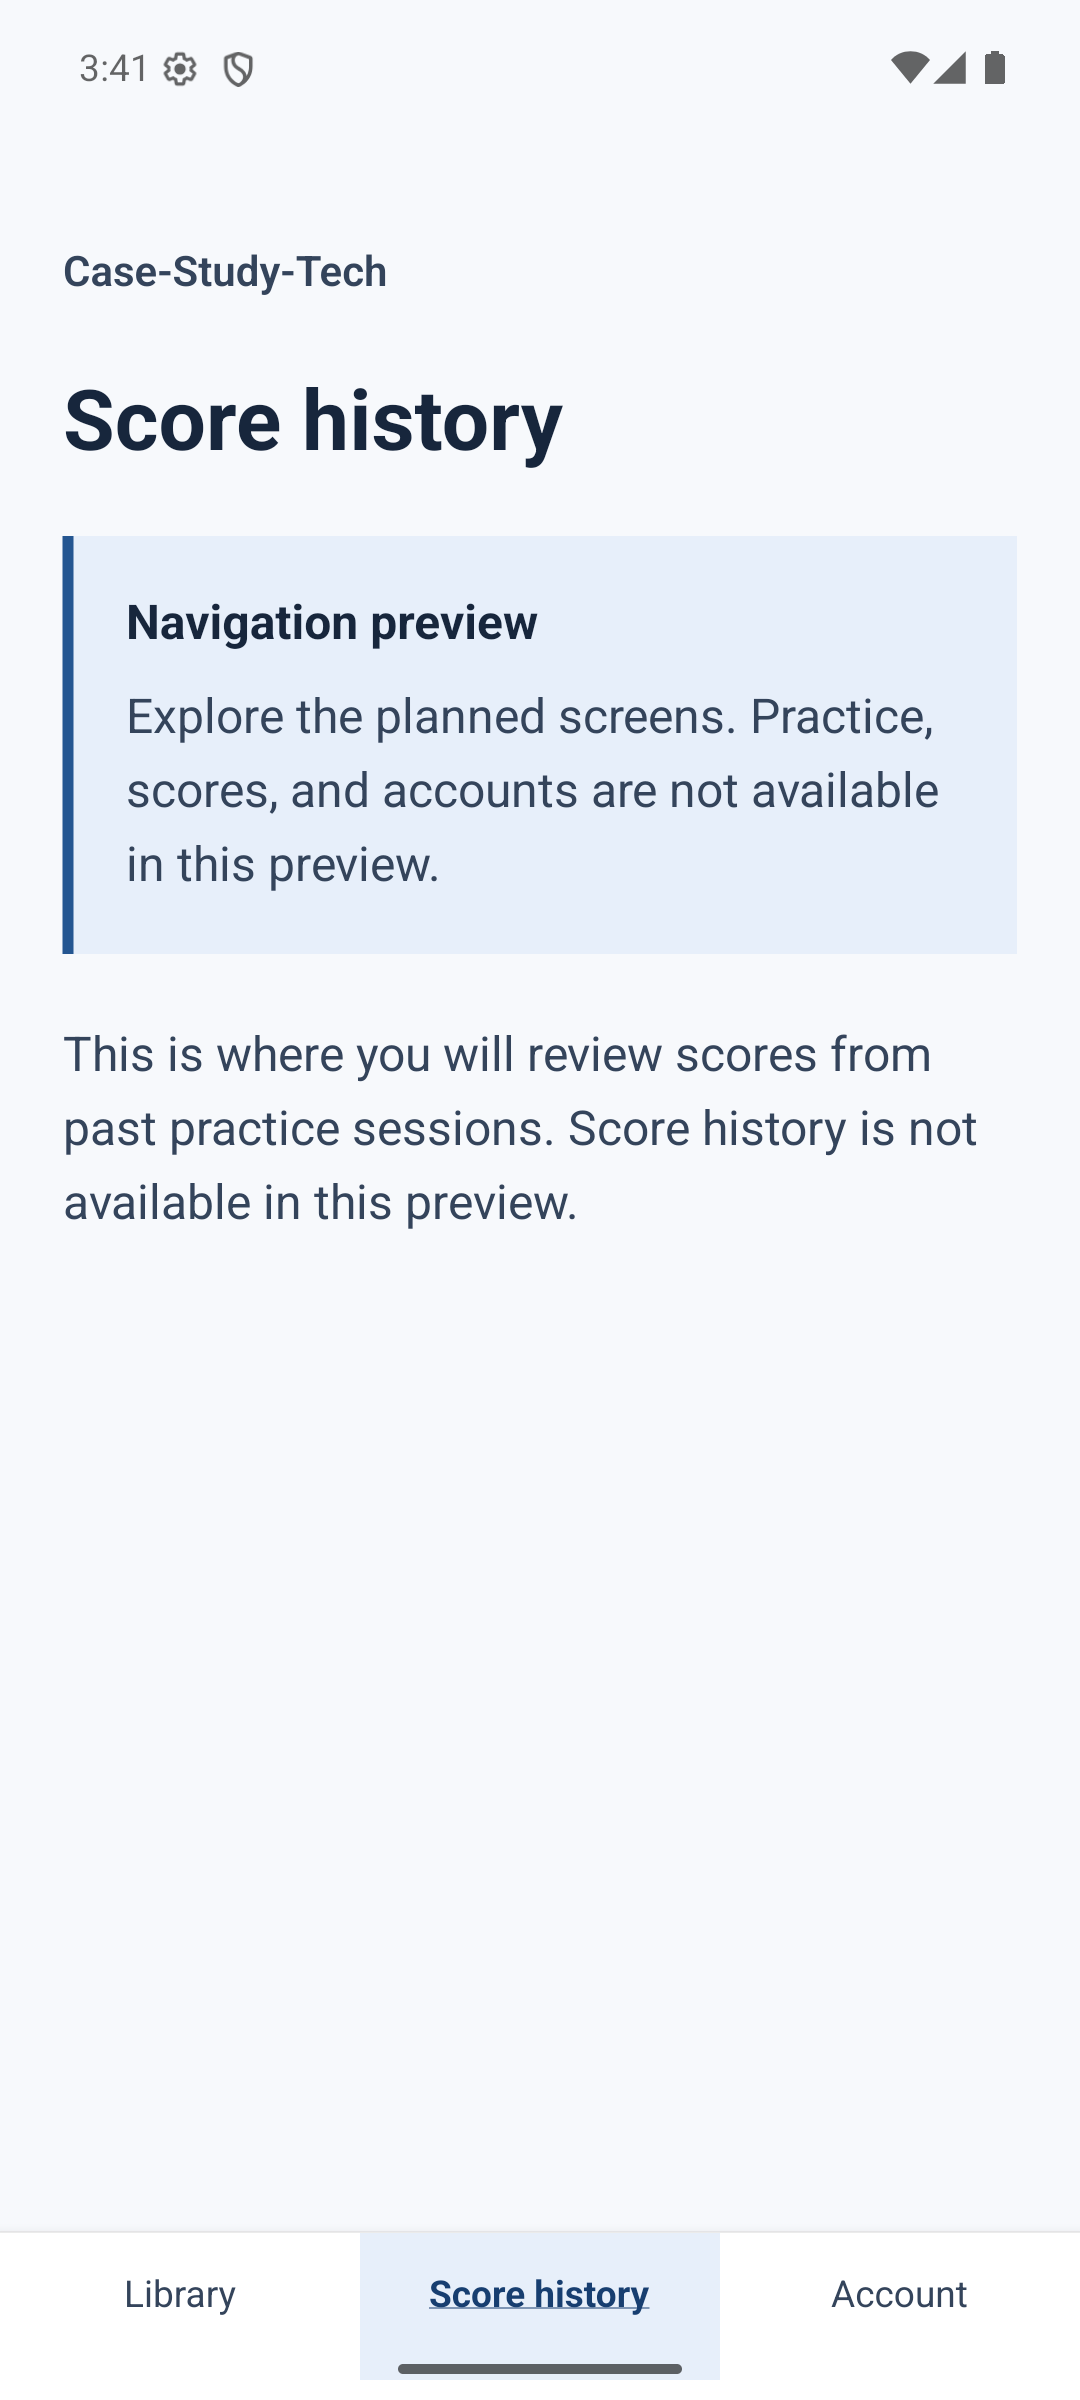 3:41
Case-Study-Tech
Score history
Navigation preview
Explore the planned screens. Practice,
scores, and accounts are not available
in this preview.
This is where you will review scores from
past practice sessions. Score history is not
available in this preview.
Library
Score history
Account